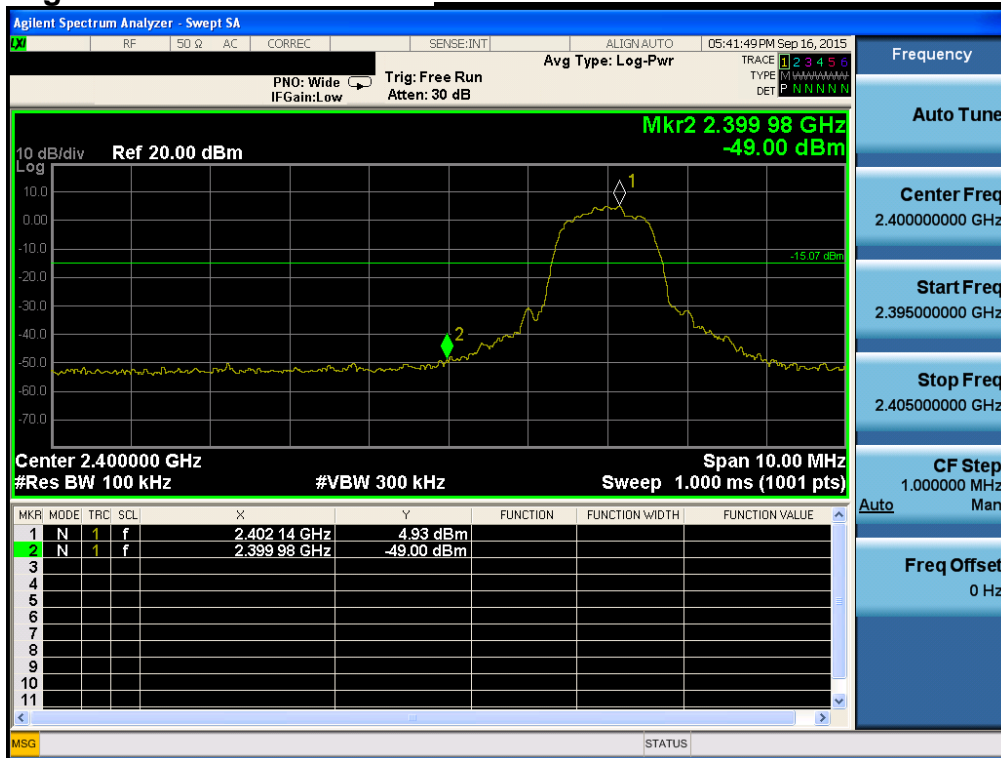 Agilent Spectrum Analyzer - Swept SA
LXI RF 50 Ω AC CORREC SENSE:INT ALIGN AUTO 05:41:49 PM Sep 16, 2015
Avg Type: Log-Pwr
TRACE 1 2 3 4 5 6
TYPE M WWWWW
DET P N N N N N
PNO: Wide
IFGain:Low
Trig: Free Run
Atten: 30 dB
Mkr2 2.399 98 GHz
-49.00 dBm
10 dB/div Ref 20.00 dBm
Log
10.0
0.00
-10.0
-20.0
-30.0
-40.0
-50.0
-60.0
-70.0
1
-15.07 dBm
2
Center 2.400000 GHz Span 10.00 MHz
#Res BW 100 kHz #VBW 300 kHz Sweep 1.000 ms (1001 pts)
MKR MODE TRC SCL X Y FUNCTION FUNCTION WIDTH FUNCTION VALUE
1 N 1 f 2.402 14 GHz 4.93 dBm
2 N 1 f 2.399 98 GHz -49.00 dBm
3
4
5
6
7
8
9
10
11
MSG STATUS
Frequency
Auto Tune
Center Freq
2.400000000 GHz
Start Freq
2.395000000 GHz
Stop Freq
2.405000000 GHz
CF Step
1.000000 MHz
Auto Man
Freq Offset
0 Hz